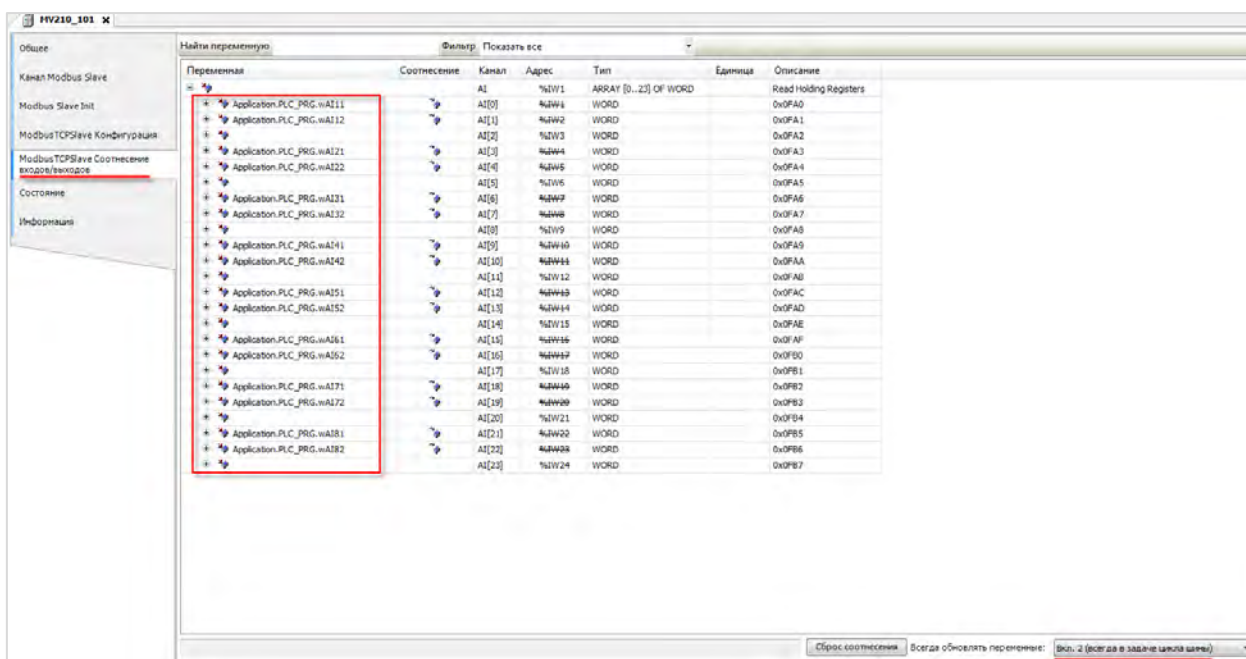 MV210_101 X
Общее
Канал Modbus Slave
Modbus Slave Init
ModbusTCPSlave Конфигурация
ModbusTCPSlave Соотнесение
входов/выходов
Состояние
Информация
Найти переменную Фильтр Показать все
Переменная Соотнесение Канал Адрес Тип Единица Описание
AI %IW1 ARRAY [0..23] OF WORD Read Holding Registers
Application.PLC_PRG.wAI11 AI[0] %IW1 WORD 0x0FA0
Application.PLC_PRG.wAI12 AI[1] %IW2 WORD 0x0FA1
AI[2] %IW3 WORD 0x0FA2
Application.PLC_PRG.wAI21 AI[3] %IW4 WORD 0x0FA3
Application.PLC_PRG.wAI22 AI[4] %IW5 WORD 0x0FA4
AI[5] %IW6 WORD 0x0FA5
Application.PLC_PRG.wAI31 AI[6] %IW7 WORD 0x0FA6
Application.PLC_PRG.wAI32 AI[7] %IW8 WORD 0x0FA7
AI[8] %IW9 WORD 0x0FA8
Application.PLC_PRG.wAI41 AI[9] %IW10 WORD 0x0FA9
Application.PLC_PRG.wAI42 AI[10] %IW11 WORD 0x0FAA
AI[11] %IW12 WORD 0x0FAB
Application.PLC_PRG.wAI51 AI[12] %IW13 WORD 0x0FAC
Application.PLC_PRG.wAI52 AI[13] %IW14 WORD 0x0FAD
AI[14] %IW15 WORD 0x0FAE
Application.PLC_PRG.wAI61 AI[15] %IW16 WORD 0x0FAF
Application.PLC_PRG.wAI62 AI[16] %IW17 WORD 0x0FB0
AI[17] %IW18 WORD 0x0FB1
Application.PLC_PRG.wAI71 AI[18] %IW19 WORD 0x0FB2
Application.PLC_PRG.wAI72 AI[19] %IW20 WORD 0x0FB3
AI[20] %IW21 WORD 0x0FB4
Application.PLC_PRG.wAI81 AI[21] %IW22 WORD 0x0FB5
Application.PLC_PRG.wAI82 AI[22] %IW23 WORD 0x0FB6
AI[23] %IW24 WORD 0x0FB7
Сброс соотнесения Всегда обновлять переменные: Вкл. 2 (всегда в задаче цикла шины)